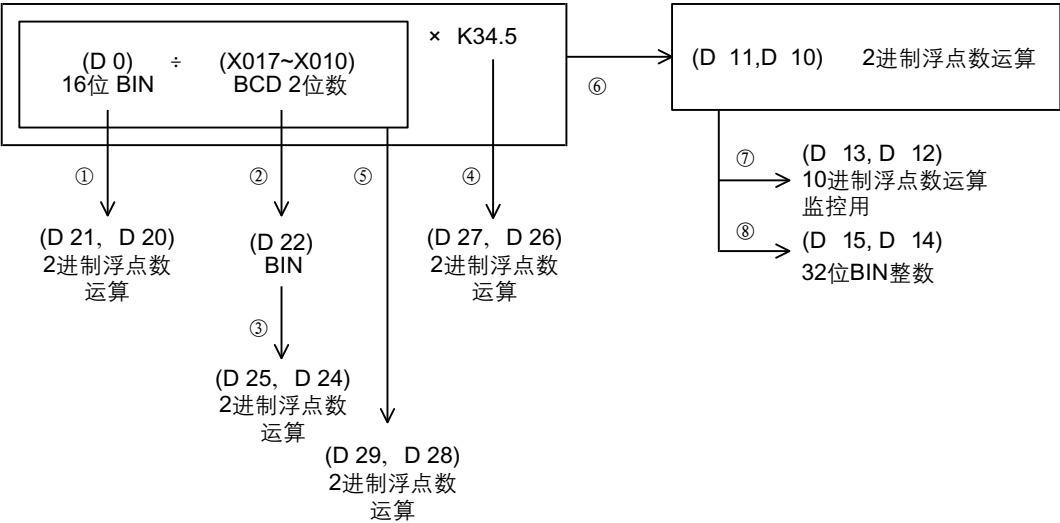 (D 0) ÷ (X017~X010) × K34.5
16位 BIN BCD 2位数
(D 11,D 10) 2进制浮点数运算
⑥
① ② ⑤ ④
(D 21, D 20)
2进制浮点数
运算
(D 22)
BIN
(D 27, D 26)
2进制浮点数
运算
⑦
(D 13, D 12)
10进制浮点数运算
监控用
⑧
(D 15, D 14)
32位BIN整数
③
(D 25, D 24)
2进制浮点数
运算
(D 29, D 28)
2进制浮点数
运算